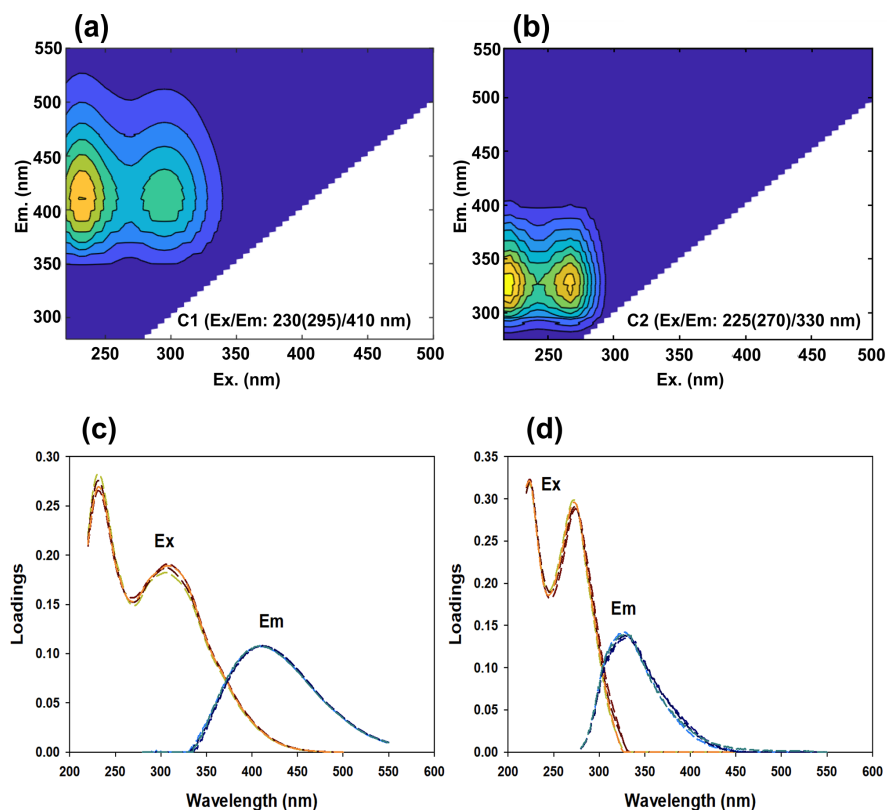 (a)
550
500
450
400
350
300
Em. (nm)
C1 (Ex/Em: 230(295)/410 nm)
250 300 350 400 450 500
Ex. (nm)
(b)
550
500
450
400
350
300
Em. (nm)
C2 (Ex/Em: 225(270)/330 nm)
250 300 350 400 450 500
Ex. (nm)
(c)
0.30
0.25
0.20
0.15
0.10
0.05
0.00
Loadings
Ex
Em
200 250 300 350 400 450 500 550 600
Wavelength (nm)
(d)
0.35
0.30
0.25
0.20
0.15
0.10
0.05
0.00
Loadings
Ex
Em
200 250 300 350 400 450 500 550 600
Wavelength (nm)